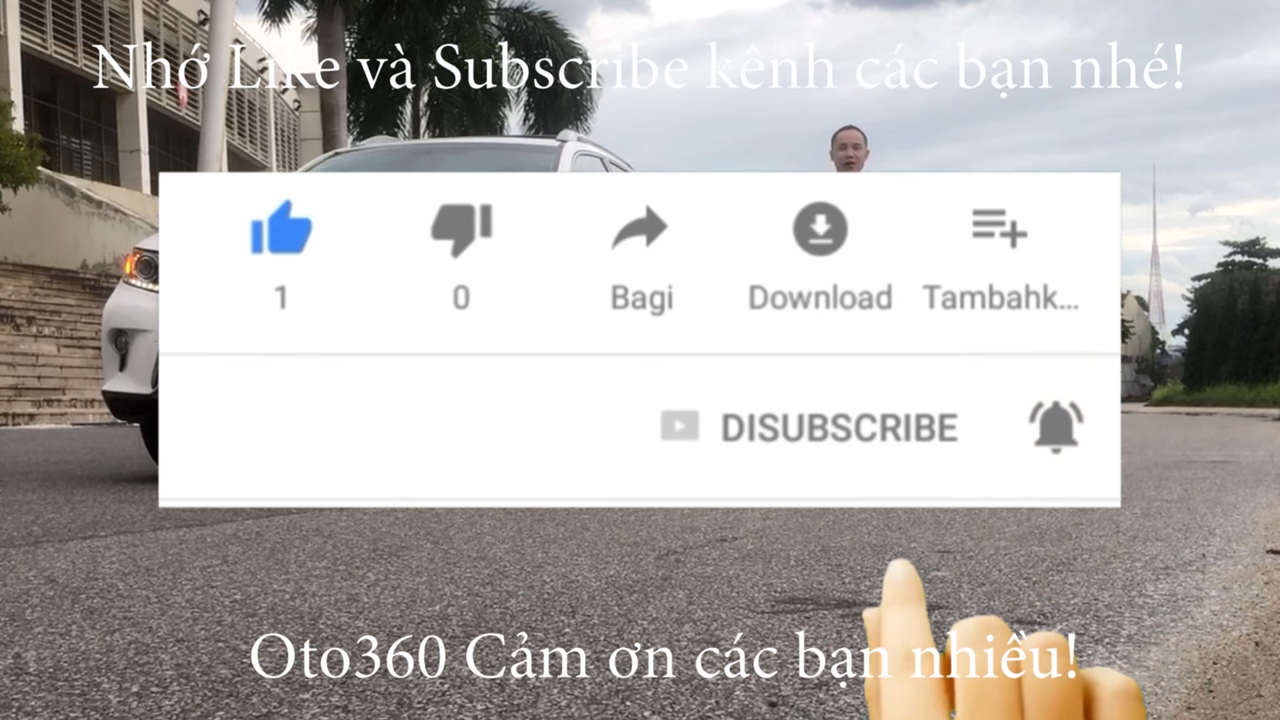 Nhớ Like và Subscribe kênh các bạn nhé!
1 0 Bagi Download Tambahk...
DISUBSCRIBE
Oto360 Cảm ơn các bạn nhiều!